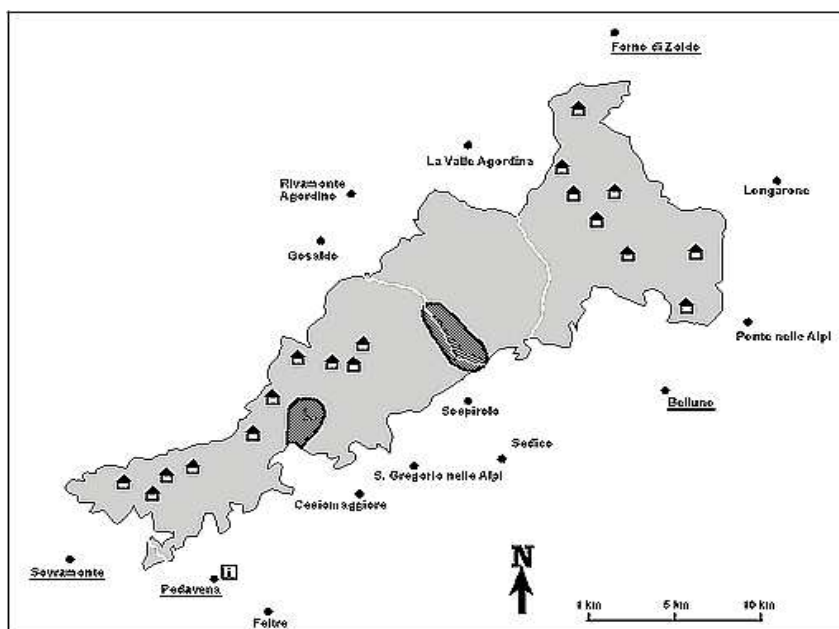 Forno di Zoldo
La Valle Agordina
Longarone
Rivamonte
Agordino
Gosaldo
Ponte nelle Alpi
Belluno
Sospirolo
Sedico
S. Gregorio nelle Alpi
Cesiomaggiore
Sovramonte
Pedavena
i
Feltre
N
1 km
5 km
10 km